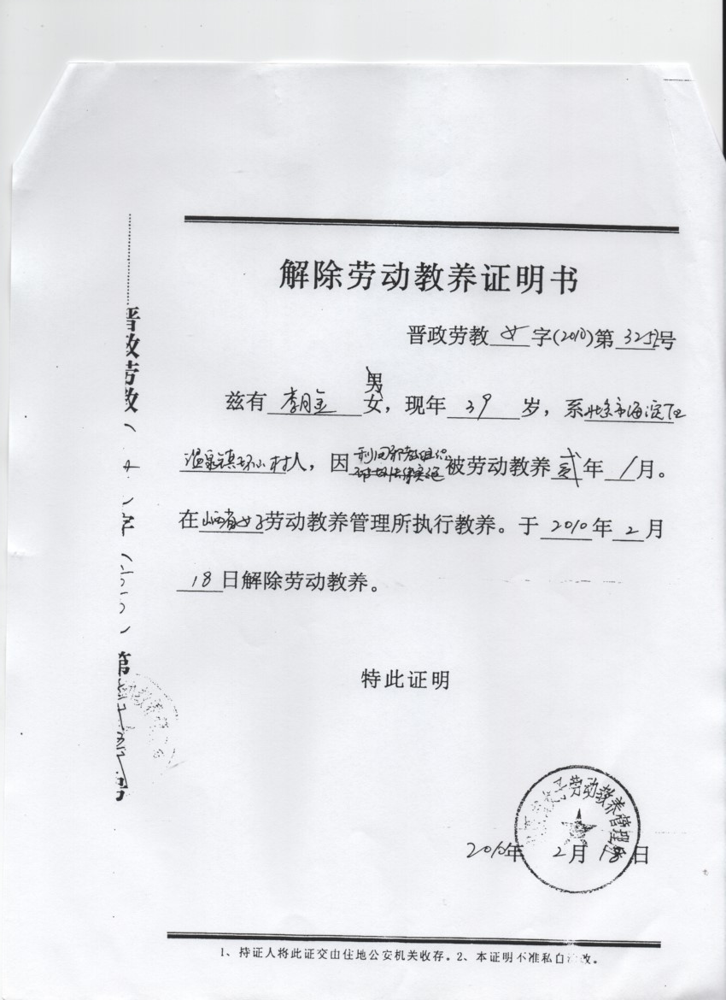 解除劳动教养证明书
晋政劳教 女 字(2010)第 325 号
兹有 李月金 男女，现年 39 岁，系北京市海淀区
温泉镇 村人，因利用邪教组织破坏法律实施被劳动教养贰年/月。
在山西省女子劳动教养管理所执行教养。于 2010 年 2 月
18 日解除劳动教养。
特此证明
女子劳动教养管理所
2010年 2月 18日
1、持证人将此证交由住地公安机关收存。2、本证明不准私自涂改。
晋政劳教
字(2010)第
号